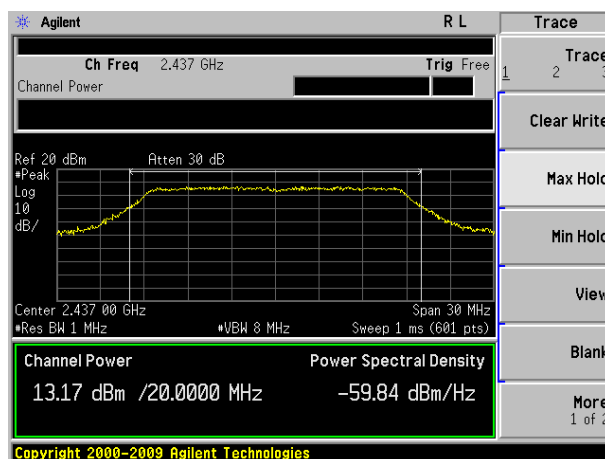 Agilent R L Trace
Ch Freq 2.437 GHz Trig Free
Channel Power
Trace
1 2 3
Clear Write
Max Hold
Min Hold
View
Blank
More
1 of 2
Ref 20 dBm Atten 30 dB
#Peak
Log
10
dB/
Center 2.437 00 GHz Span 30 MHz
#Res BW 1 MHz #VBW 8 MHz Sweep 1 ms (601 pts)
Channel Power Power Spectral Density
13.17 dBm /20.0000 MHz -59.84 dBm/Hz
Copyright 2000-2009 Agilent Technologies